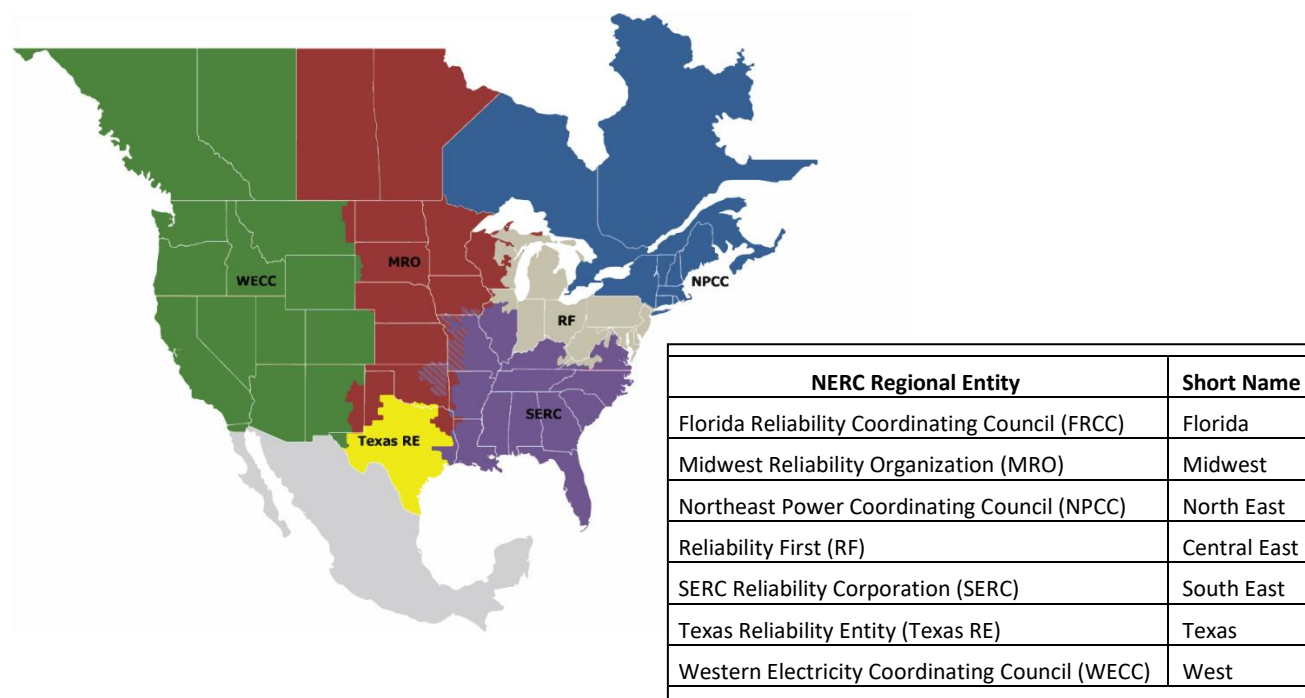 WECC
MRO
NPCC
RF
SERC
Texas RE
NERC Regional Entity Short Name
Florida Reliability Coordinating Council (FRCC) Florida
Midwest Reliability Organization (MRO) Midwest
Northeast Power Coordinating Council (NPCC) North East
Reliability First (RF) Central East
SERC Reliability Corporation (SERC) South East
Texas Reliability Entity (Texas RE) Texas
Western Electricity Coordinating Council (WECC) West